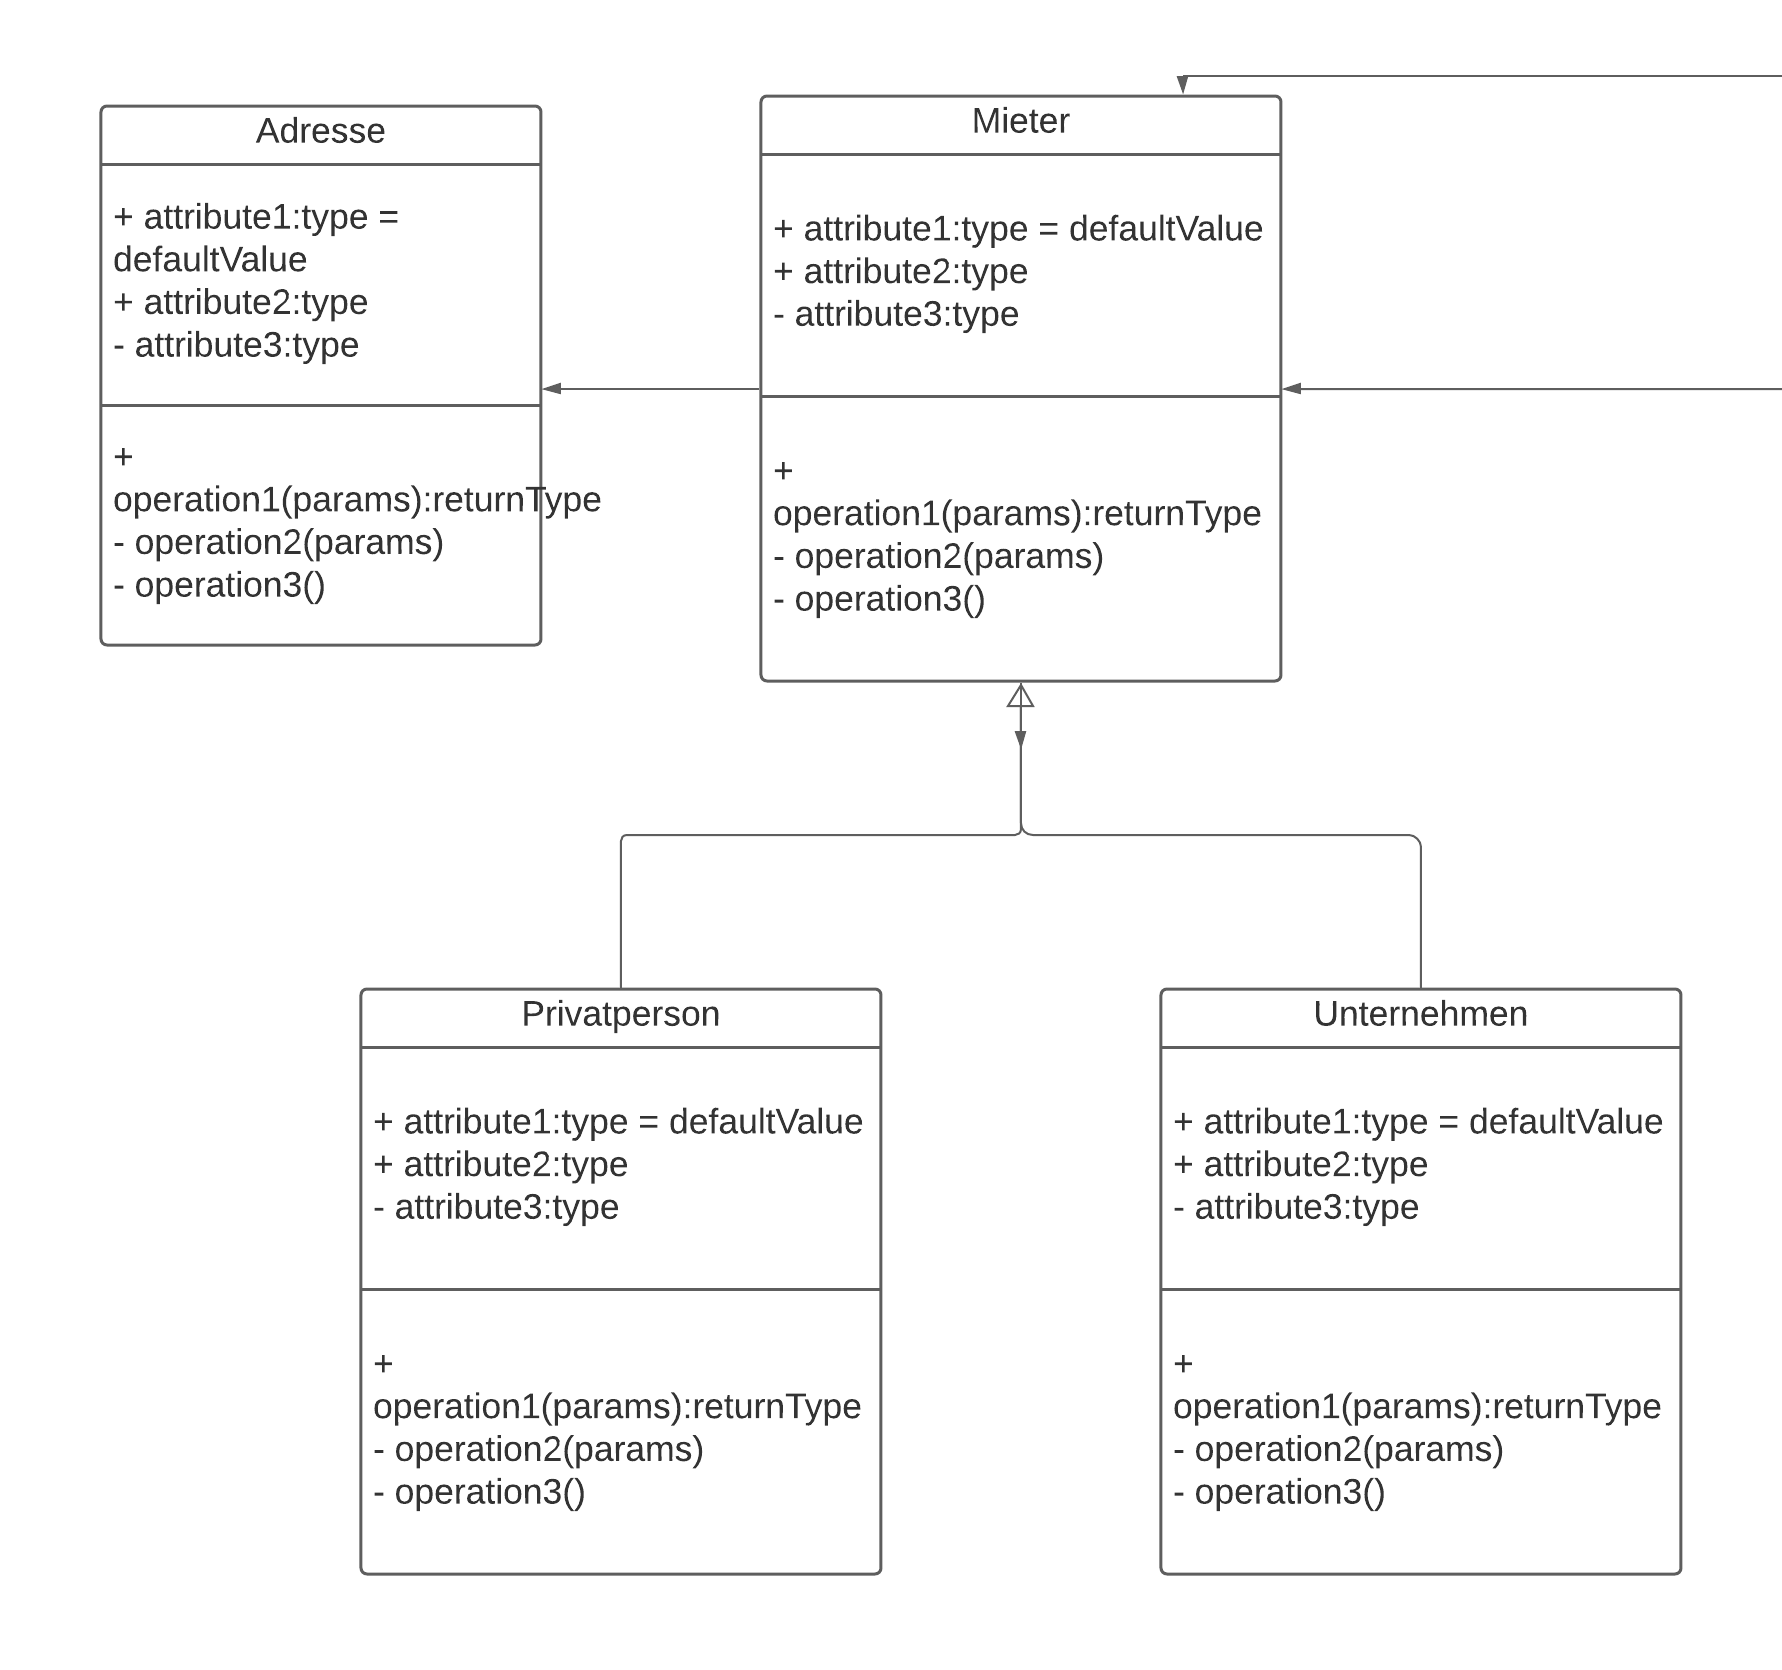 Adresse
+ attribute1:type =
defaultValue
+ attribute2:type
- attribute3:type
+
operation1(params):returnType
- operation2(params)
- operation3()
Mieter
+ attribute1:type = defaultValue
+ attribute2:type
- attribute3:type
+
operation1(params):returnType
- operation2(params)
- operation3()
Privatperson
+ attribute1:type = defaultValue
+ attribute2:type
- attribute3:type
+
operation1(params):returnType
- operation2(params)
- operation3()
Unternehmen
+ attribute1:type = defaultValue
+ attribute2:type
- attribute3:type
+
operation1(params):returnType
- operation2(params)
- operation3()